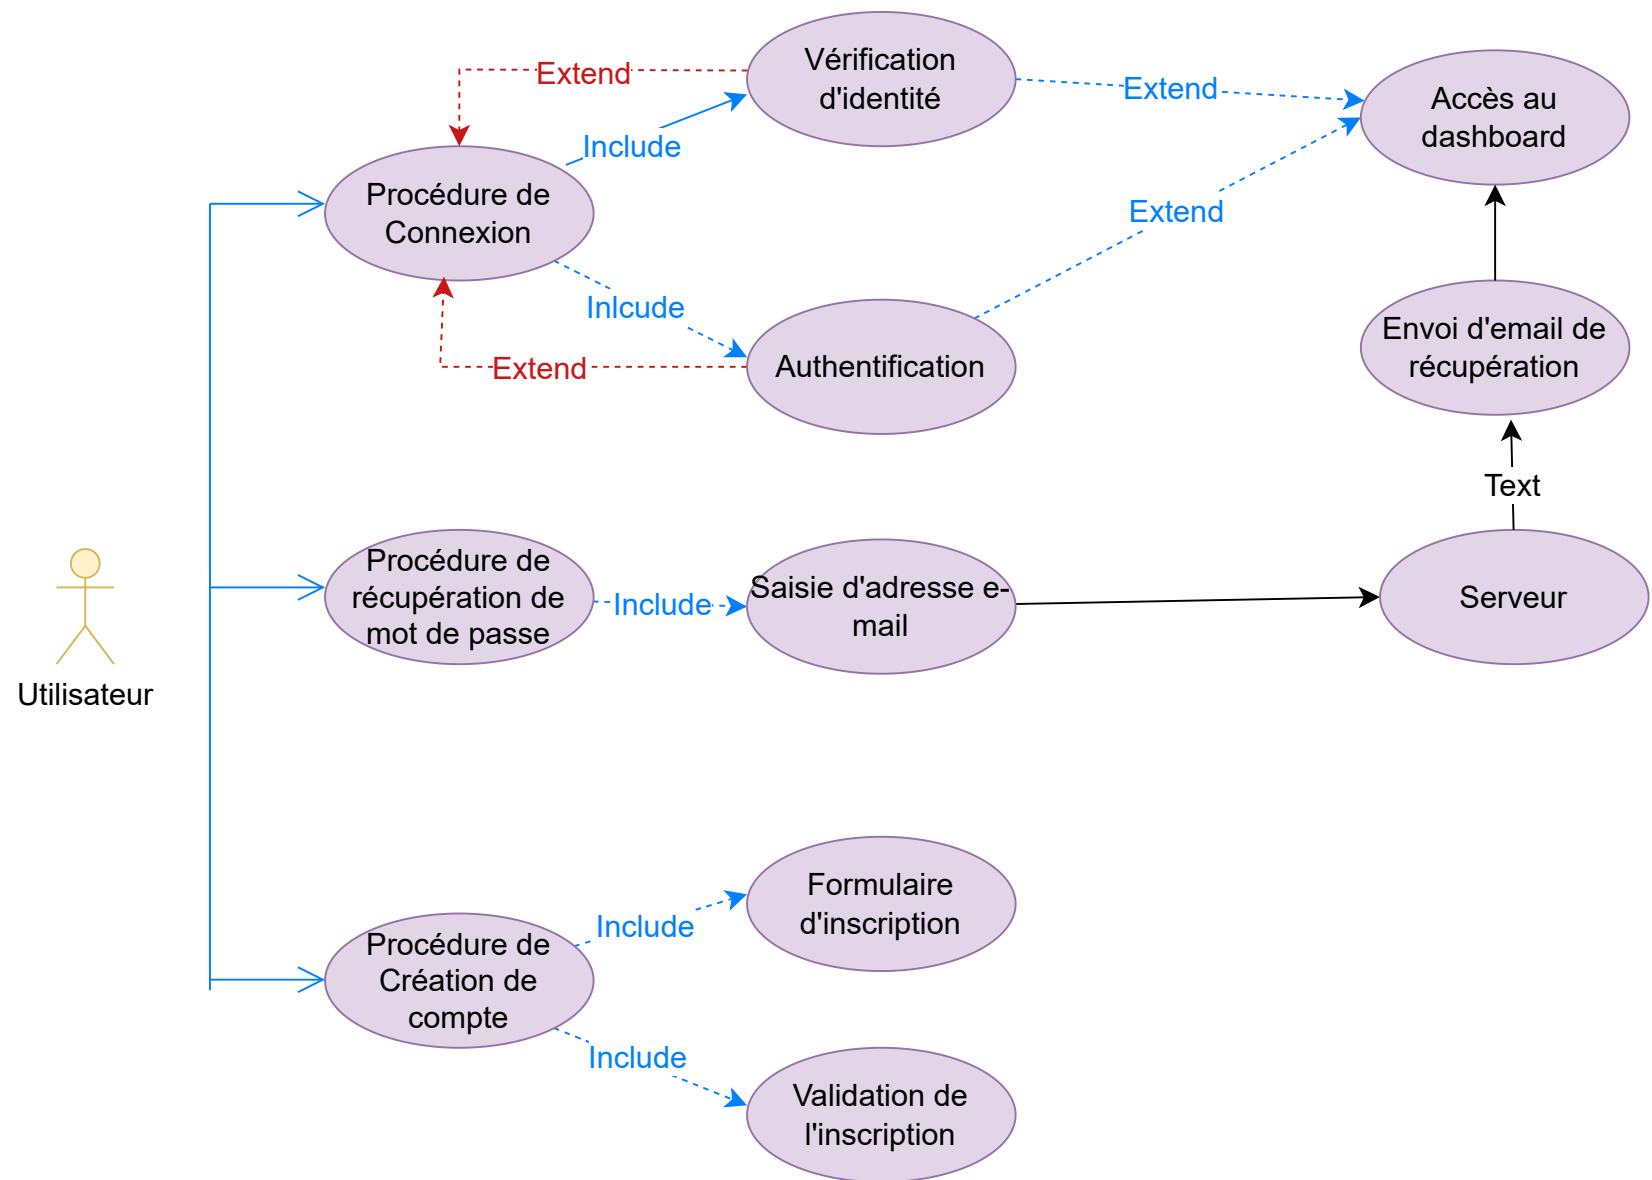 Vérification
d'identité
Extend
Extend
Accès au
dashboard
Include
Procédure de
Connexion
Extend
Inlcude
Envoi d'email de
récupération
Extend
Authentification
Text
Procédure de
récupération de
mot de passe
Include
Saisie d'adresse e-
mail
Serveur
Utilisateur
Formulaire
d'inscription
Include
Procédure de
Création de
compte
Include
Validation de
l'inscription